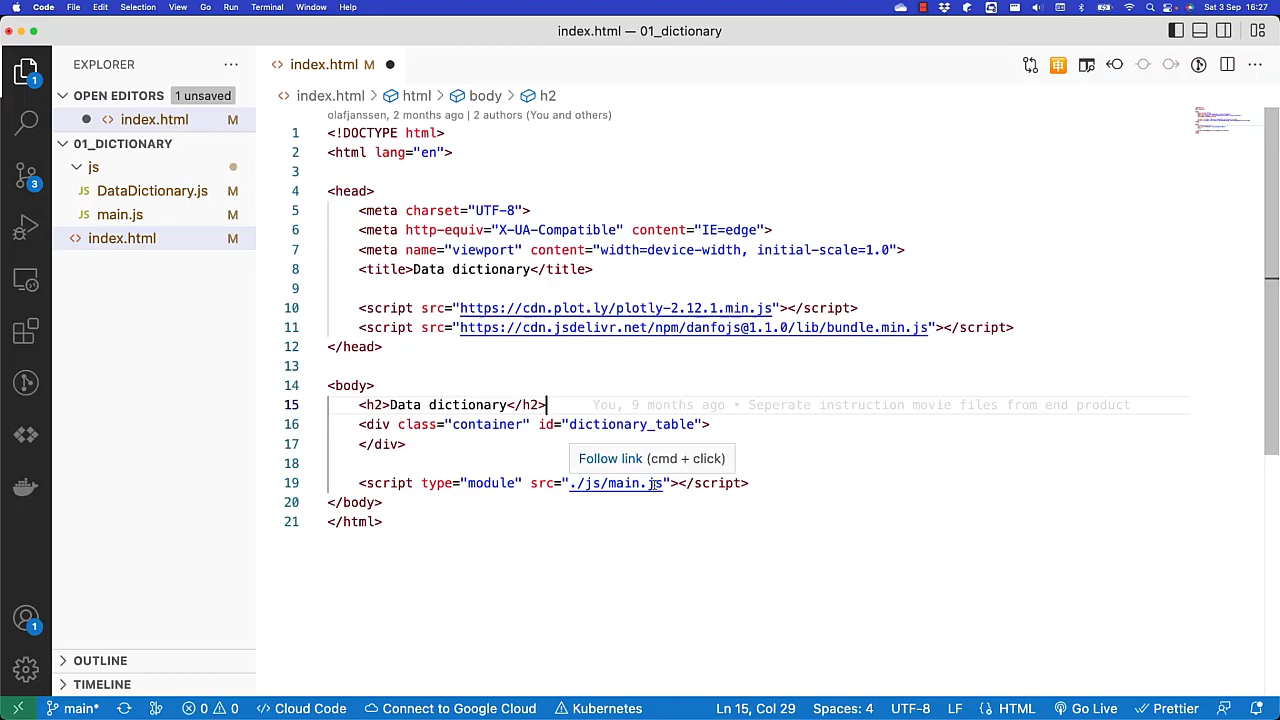 Code File Edit Selection View Go Run Terminal Window Help Sat 3 Sep 16:27
index.html — 01_dictionary
EXPLORER
index.html M
OPEN EDITORS 1 unsaved
index.html > html > body > h2
index.html M
olafjanssen, 2 months ago | 2 authors (You and others)
01_DICTIONARY
js
DataDictionary.js M
main.js M
index.html M
1 <!DOCTYPE html>
2 <html lang="en">
3
4 <head>
5 <meta charset="UTF-8">
6 <meta http-equiv="X-UA-Compatible" content="IE=edge">
7 <meta name="viewport" content="width=device-width, initial-scale=1.0">
8 <title>Data dictionary</title>
9
10 <script src="https://cdn.plot.ly/plotly-2.12.1.min.js"></script>
11 <script src="https://cdn.jsdelivr.net/npm/danfojs@1.1.0/lib/bundle.min.js"></script>
12 </head>
13
14 <body>
15 <h2>Data dictionary</h2> You, 9 months ago • Seperate instruction movie files from end product
16 <div class="container" id="dictionary_table">
17 </div>
Follow link (cmd + click)
18
19 <script type="module" src="./js/main.js"></script>
20 </body>
21 </html>
1
3
1
OUTLINE
TIMELINE
main* 0 0 Cloud Code Connect to Google Cloud Kubernetes Ln 15, Col 29 Spaces: 4 UTF-8 LF HTML Go Live Prettier